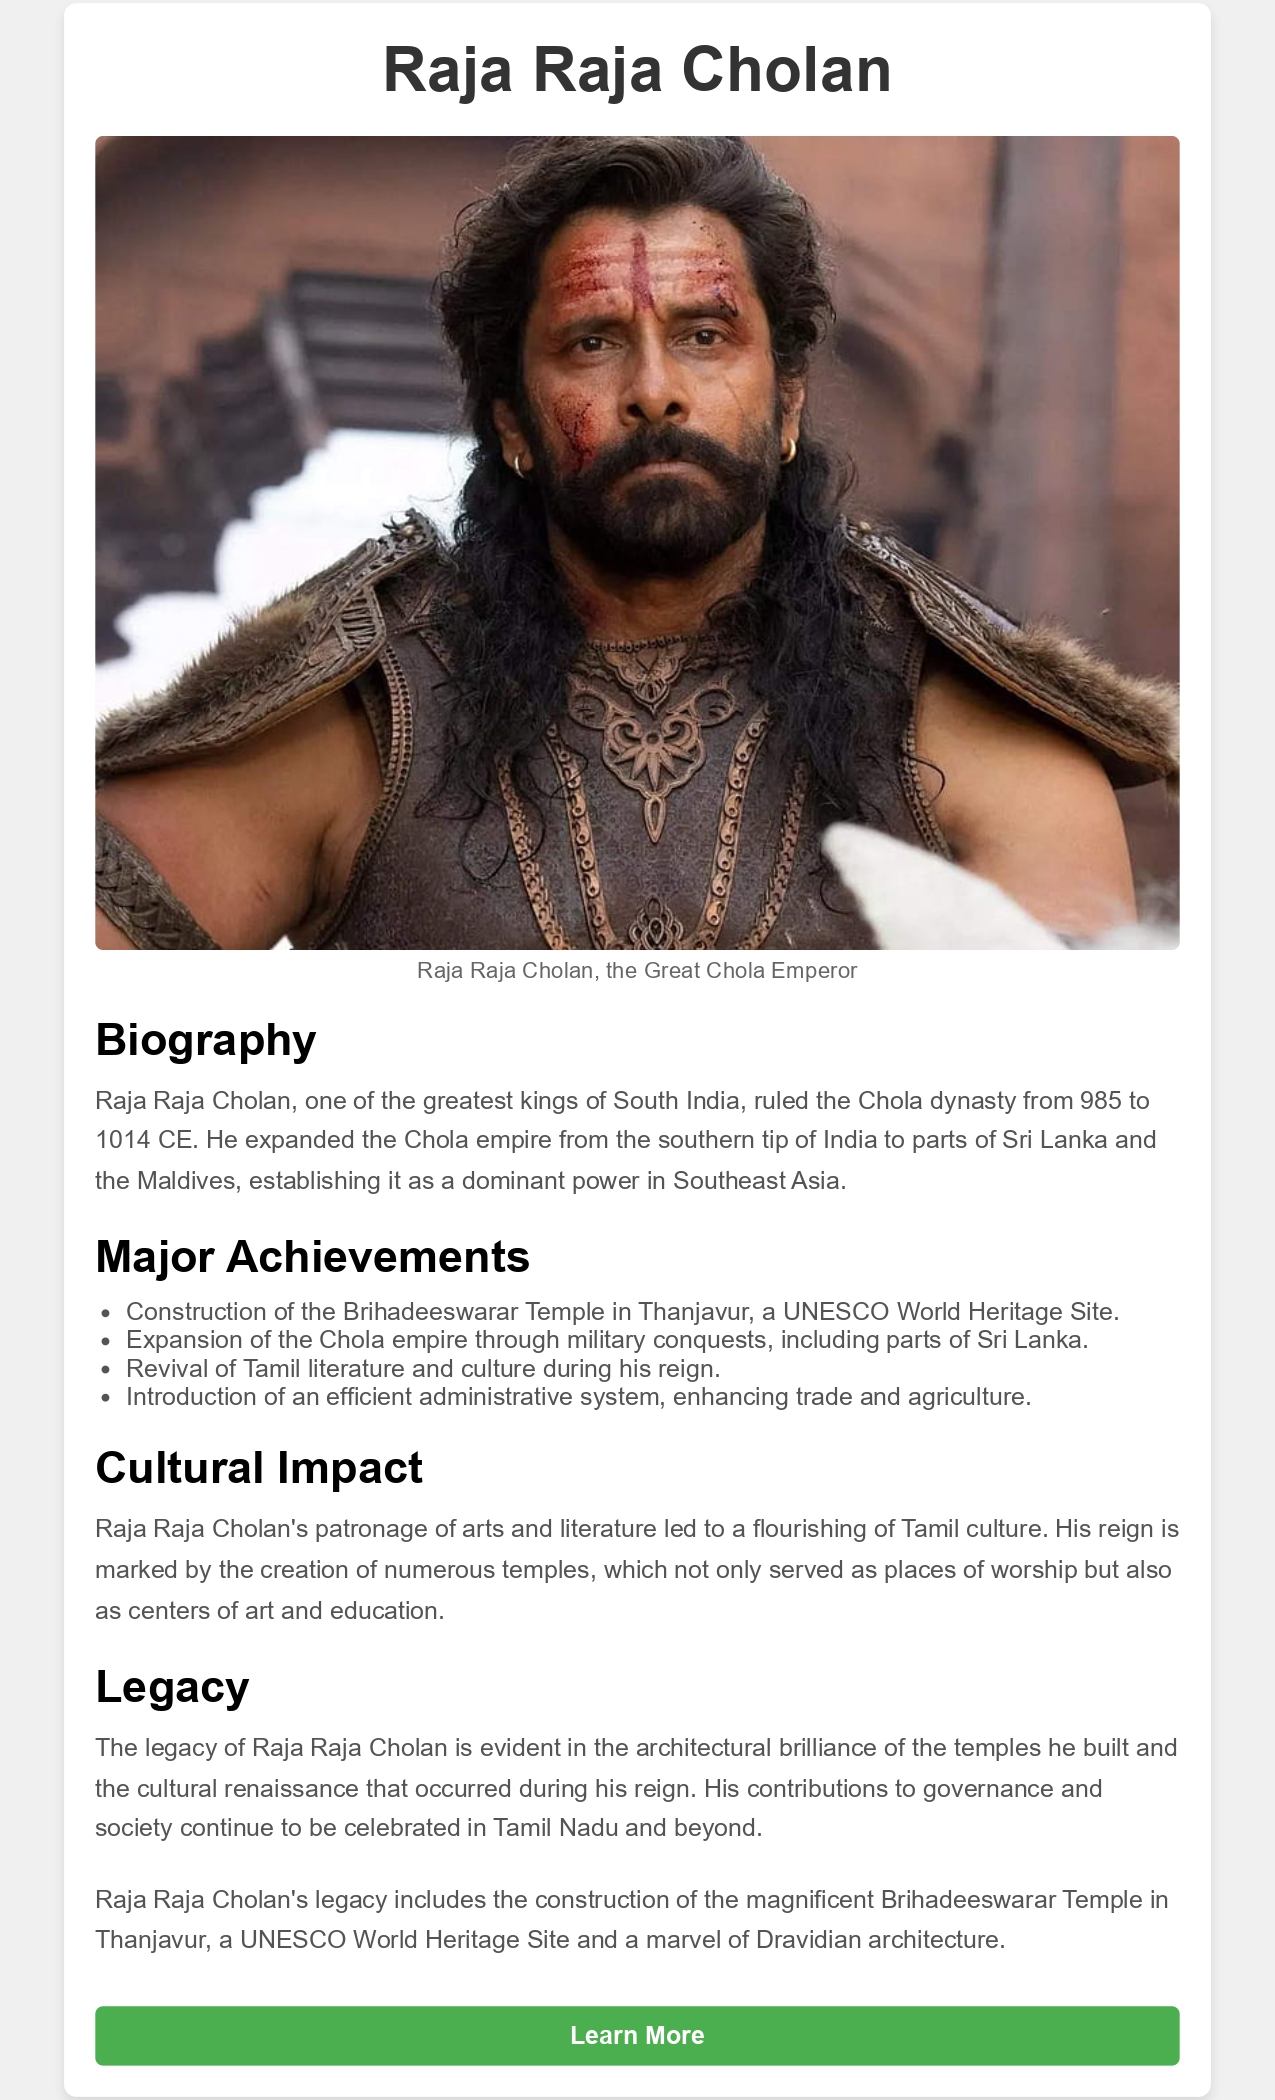 Raja Raja Cholan
Raja Raja Cholan, the Great Chola Emperor
Biography
Raja Raja Cholan, one of the greatest kings of South India, ruled the Chola dynasty from 985 to
1014 CE. He expanded the Chola empire from the southern tip of India to parts of Sri Lanka and
the Maldives, establishing it as a dominant power in Southeast Asia.
Major Achievements
• Construction of the Brihadeeswarar Temple in Thanjavur, a UNESCO World Heritage Site.
• Expansion of the Chola empire through military conquests, including parts of Sri Lanka.
• Revival of Tamil literature and culture during his reign.
• Introduction of an efficient administrative system, enhancing trade and agriculture.
Cultural Impact
Raja Raja Cholan's patronage of arts and literature led to a flourishing of Tamil culture. His reign is
marked by the creation of numerous temples, which not only served as places of worship but also
as centers of art and education.
Legacy
The legacy of Raja Raja Cholan is evident in the architectural brilliance of the temples he built and
the cultural renaissance that occurred during his reign. His contributions to governance and
society continue to be celebrated in Tamil Nadu and beyond.
Raja Raja Cholan's legacy includes the construction of the magnificent Brihadeeswarar Temple in
Thanjavur, a UNESCO World Heritage Site and a marvel of Dravidian architecture.
Learn More